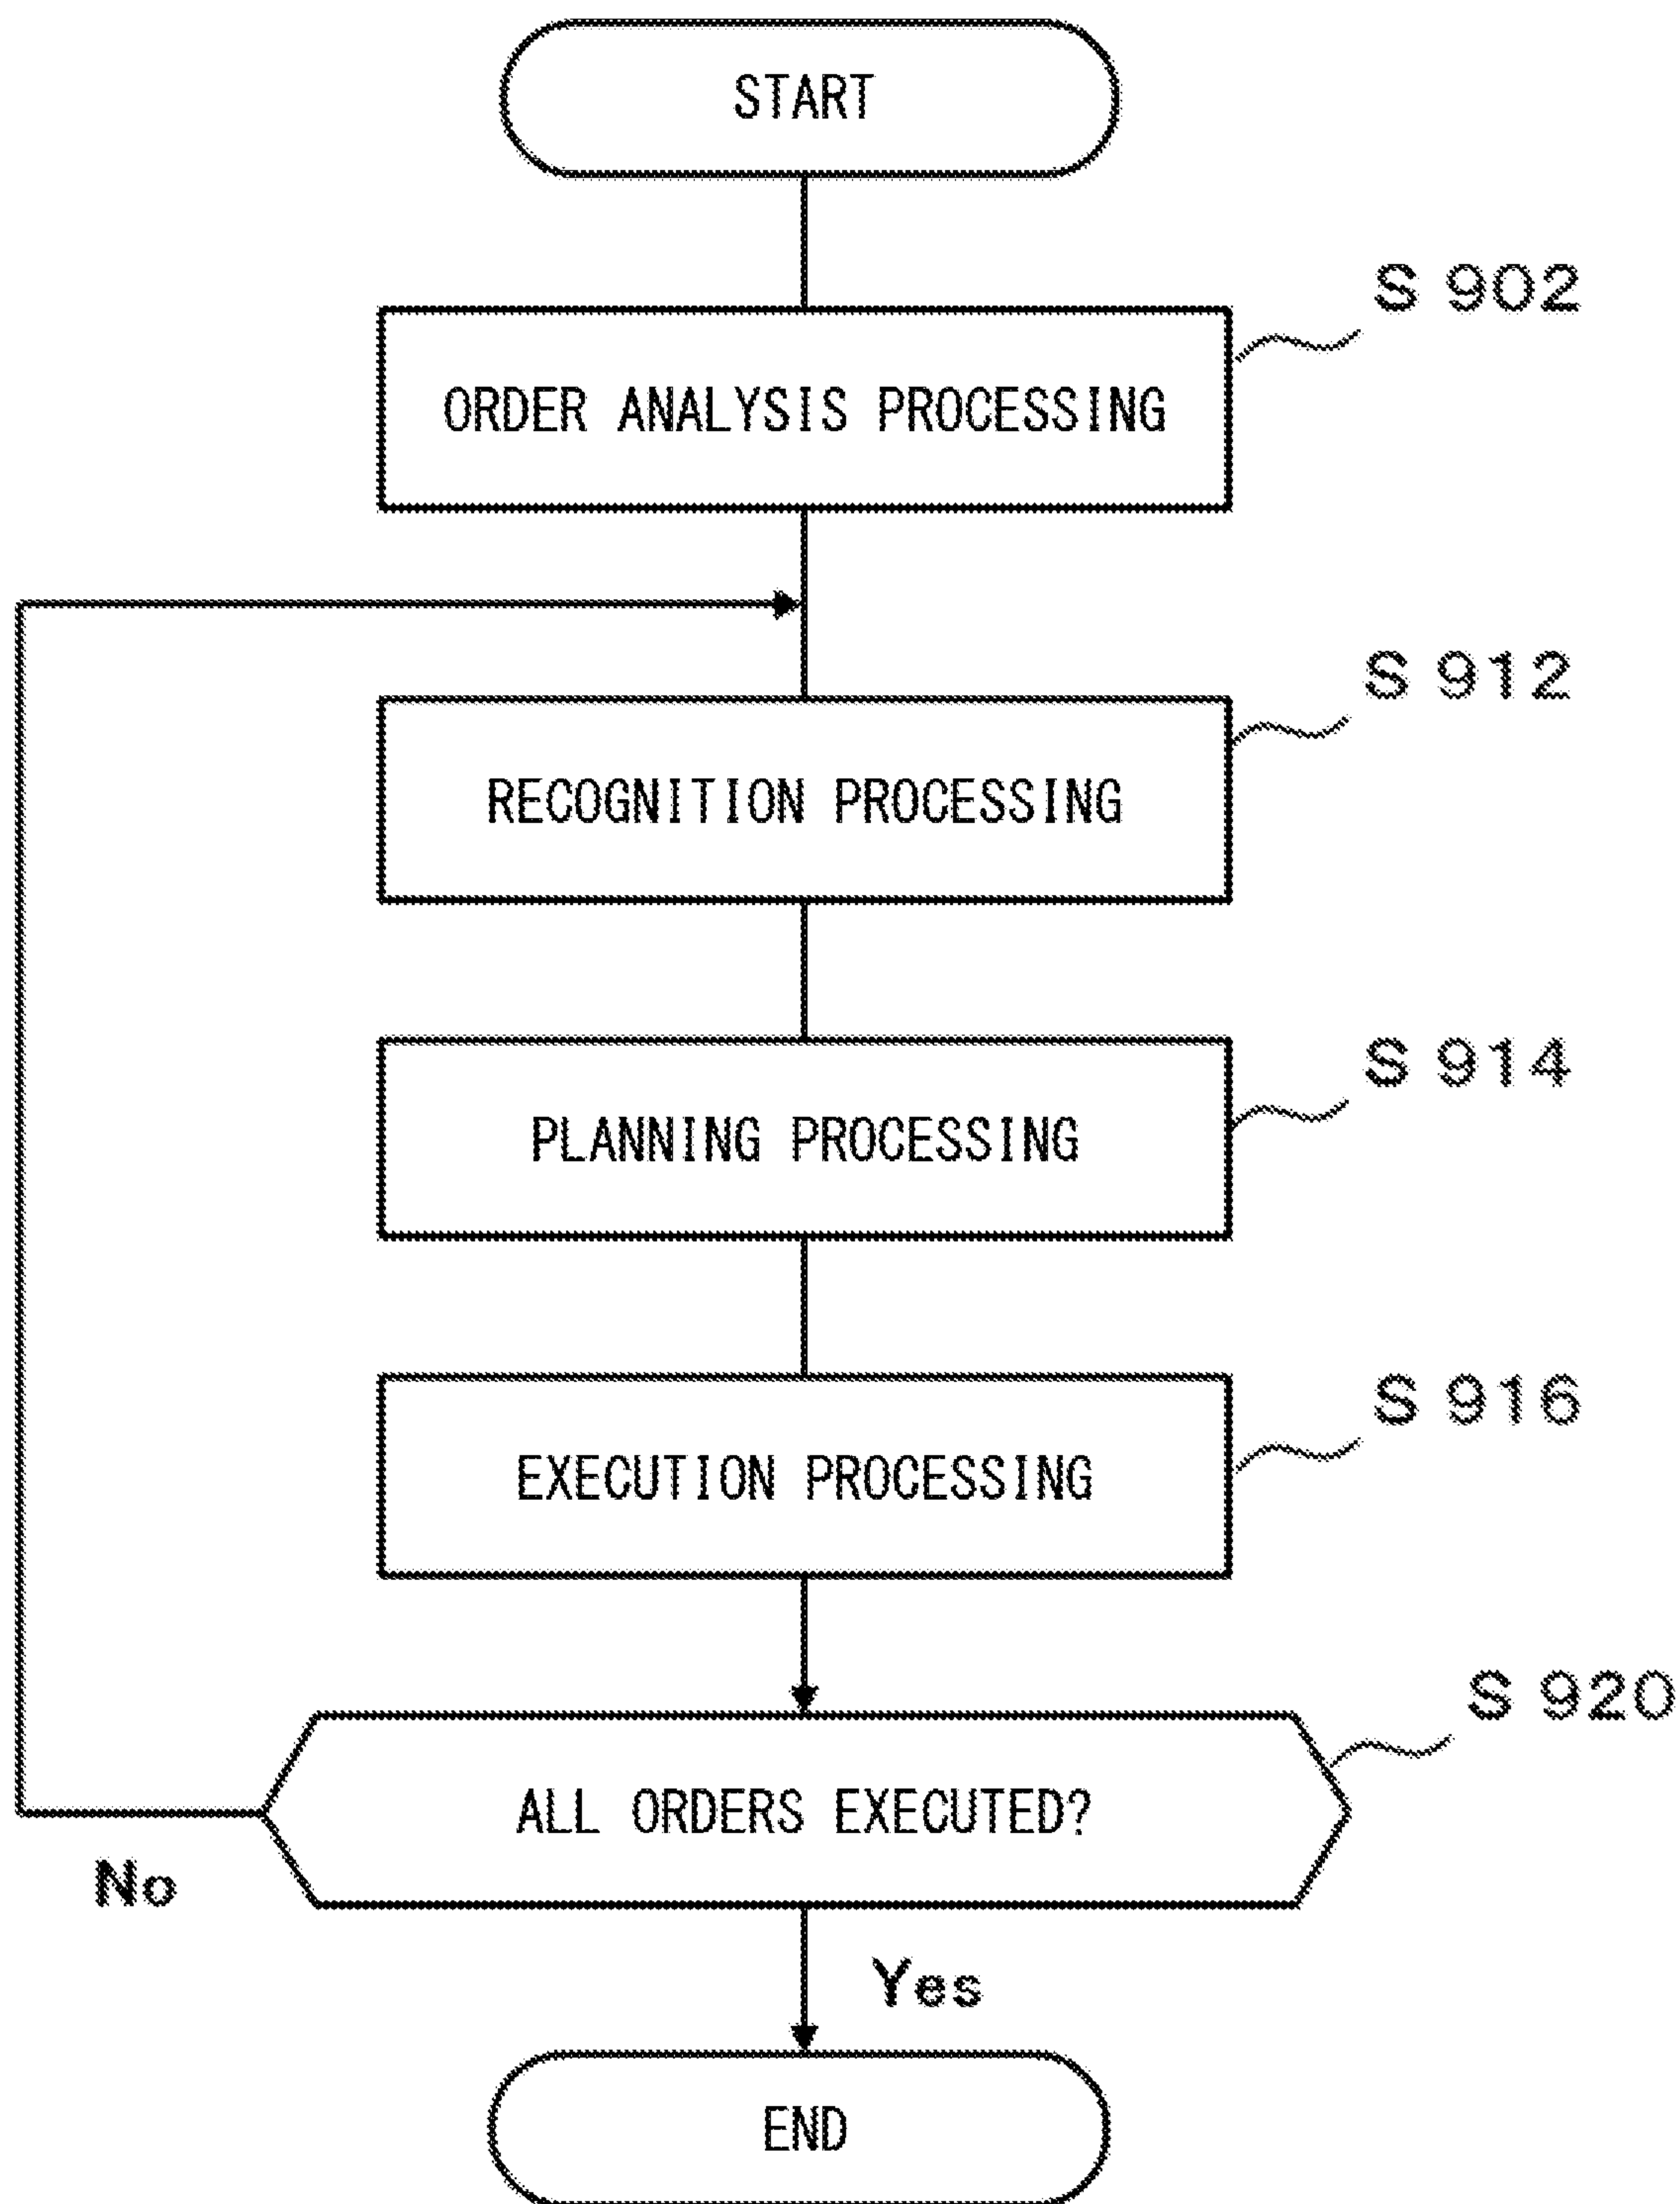 START
S 902
ORDER ANALYSIS PROCESSING
S 912
RECOGNITION PROCESSING
S 914
PLANNING PROCESSING
S 916
EXECUTION PROCESSING
S 920
ALL ORDERS EXECUTED?
No
Yes
END